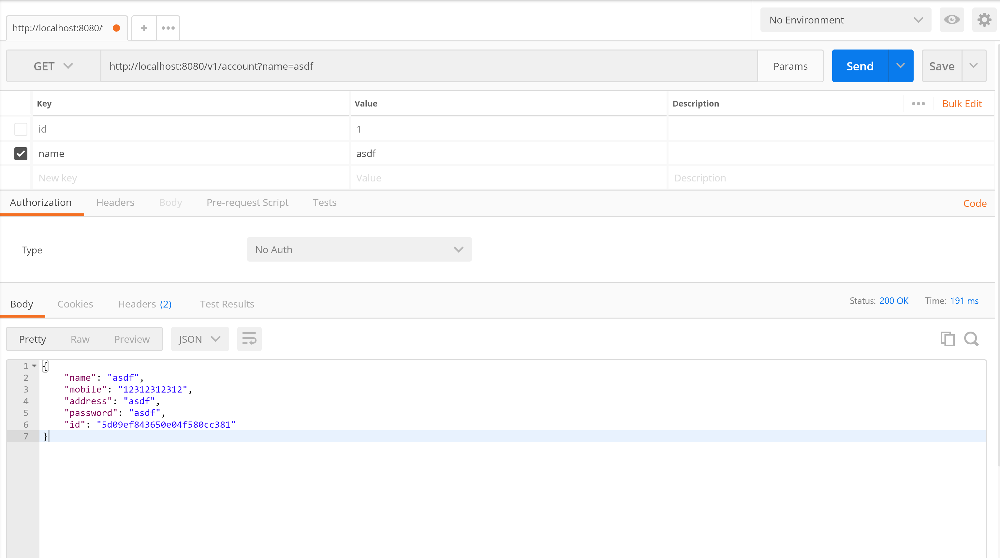 http://localhost:8080/
No Environment
GET http://localhost:8080/v1/account?name=asdf Params Send Save
Key Value Description Bulk Edit
id 1
name asdf
New key Value Description
Authorization Headers Body Pre-request Script Tests Code
Type No Auth
Body Cookies Headers (2) Test Results Status: 200 OK Time: 191 ms
Pretty Raw Preview JSON
1 {
2 "name": "asdf",
3 "mobile": "12312312312",
4 "address": "asdf",
5 "password": "asdf",
6 "id": "5d09ef843650e04f580cc381"
7 }